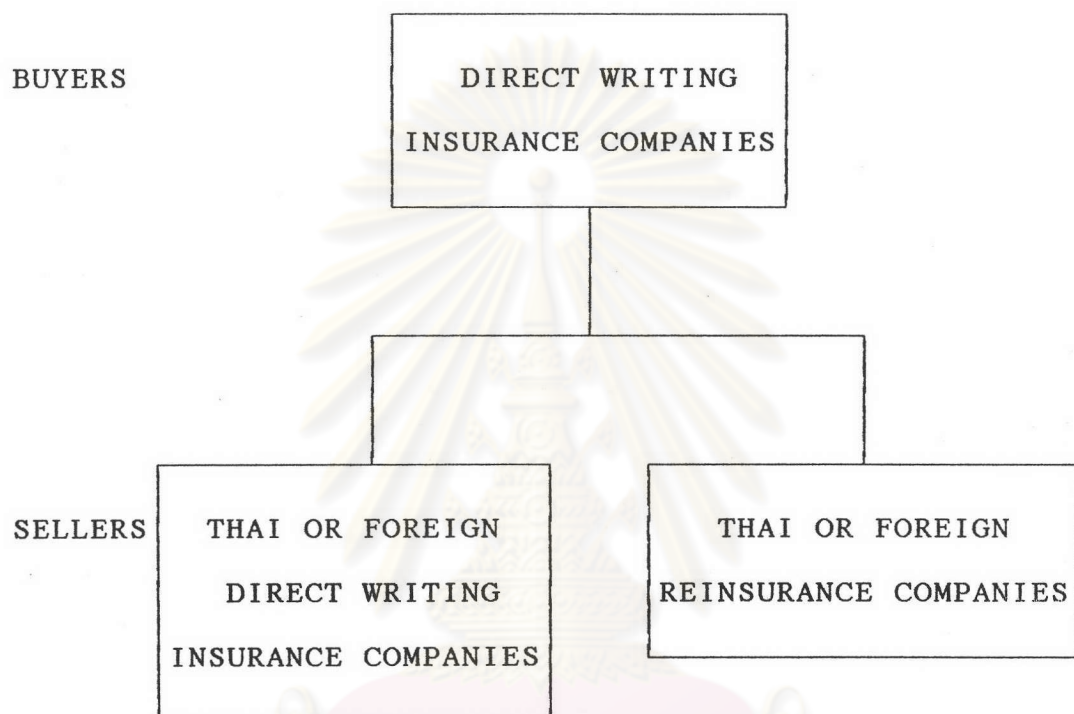 BUYERS
DIRECT WRITING
INSURANCE COMPANIES
SELLERS
THAI OR FOREIGN
DIRECT WRITING
INSURANCE COMPANIES
THAI OR FOREIGN
REINSURANCE COMPANIES